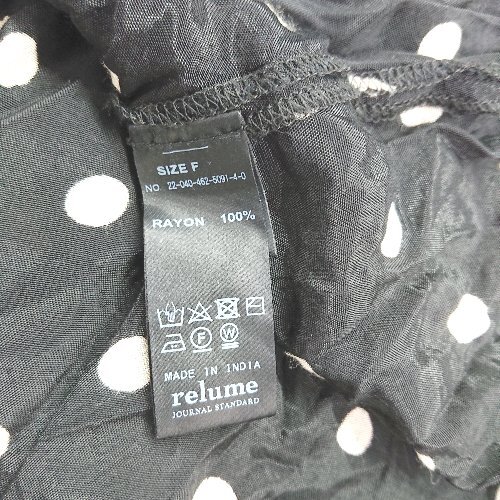 SIZE F
NO. 22-040-462-5091-4-0
RAYON 100%
F W
MADE IN INDIA
relume
JOURNAL STANDARD